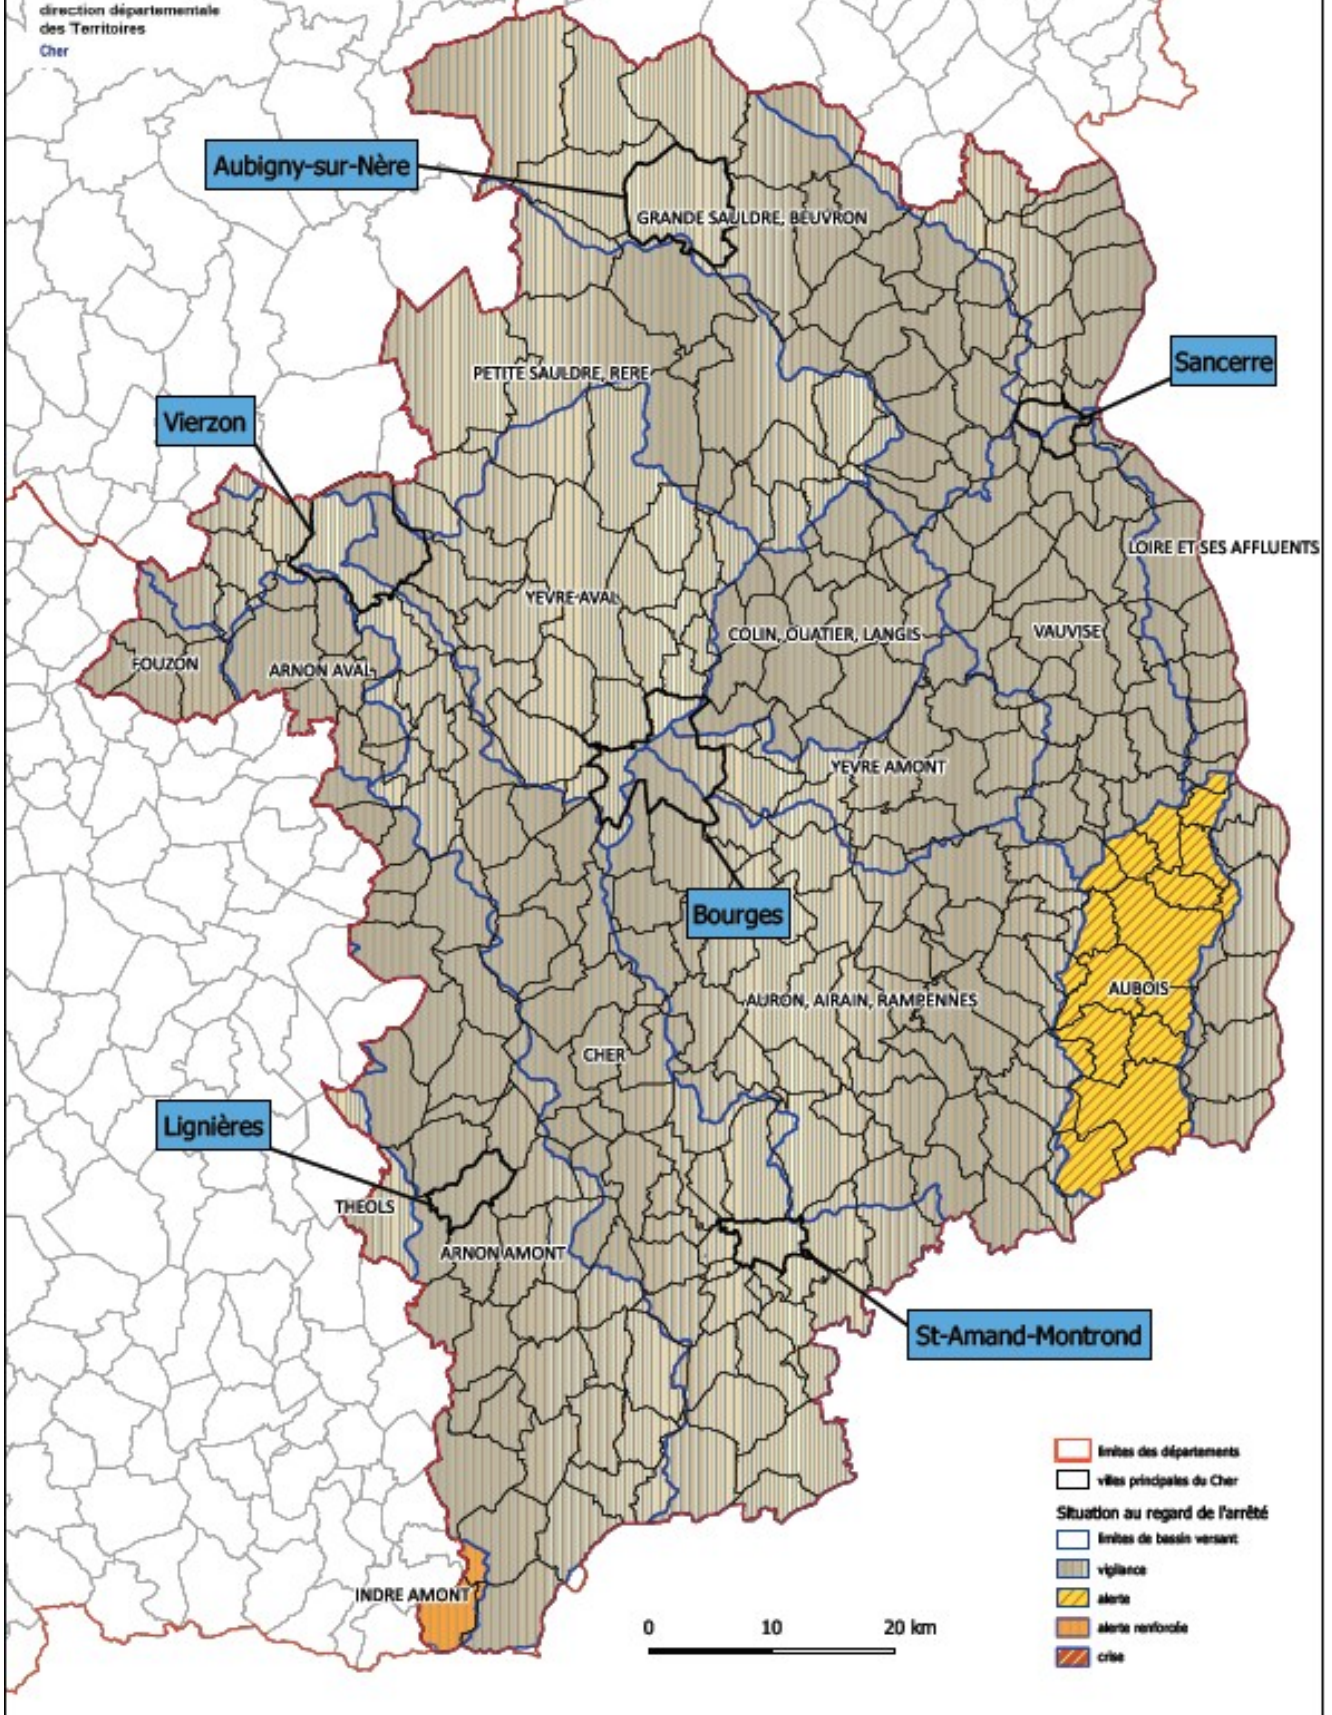 direction départementale
des Territoires
Cher
Aubigny-sur-Nère
GRANDE SAULDRE, BEUVRON
Sancerre
PETITE SAULDRE, RERE
Vierzon
LOIRE ET SES AFFLUENTS
YEVRE AVAL
COLIN, OUATIER, LANGIS
VAUVISE
FOUZON
ARNON AVAL
YEVRE AMONT
Bourges
AUBOIS
AURON, AIRAIN, RAMPENNES
CHER
Lignières
THEOLS
ARNON AMONT
St-Amand-Montrond
limites des départements
villes principales du Cher
Situation au regard de l'arrêté
limites de bassin versant
vigilance
alerte
alerte renforcée
crise
INDRE AMONT
0 10 20 km